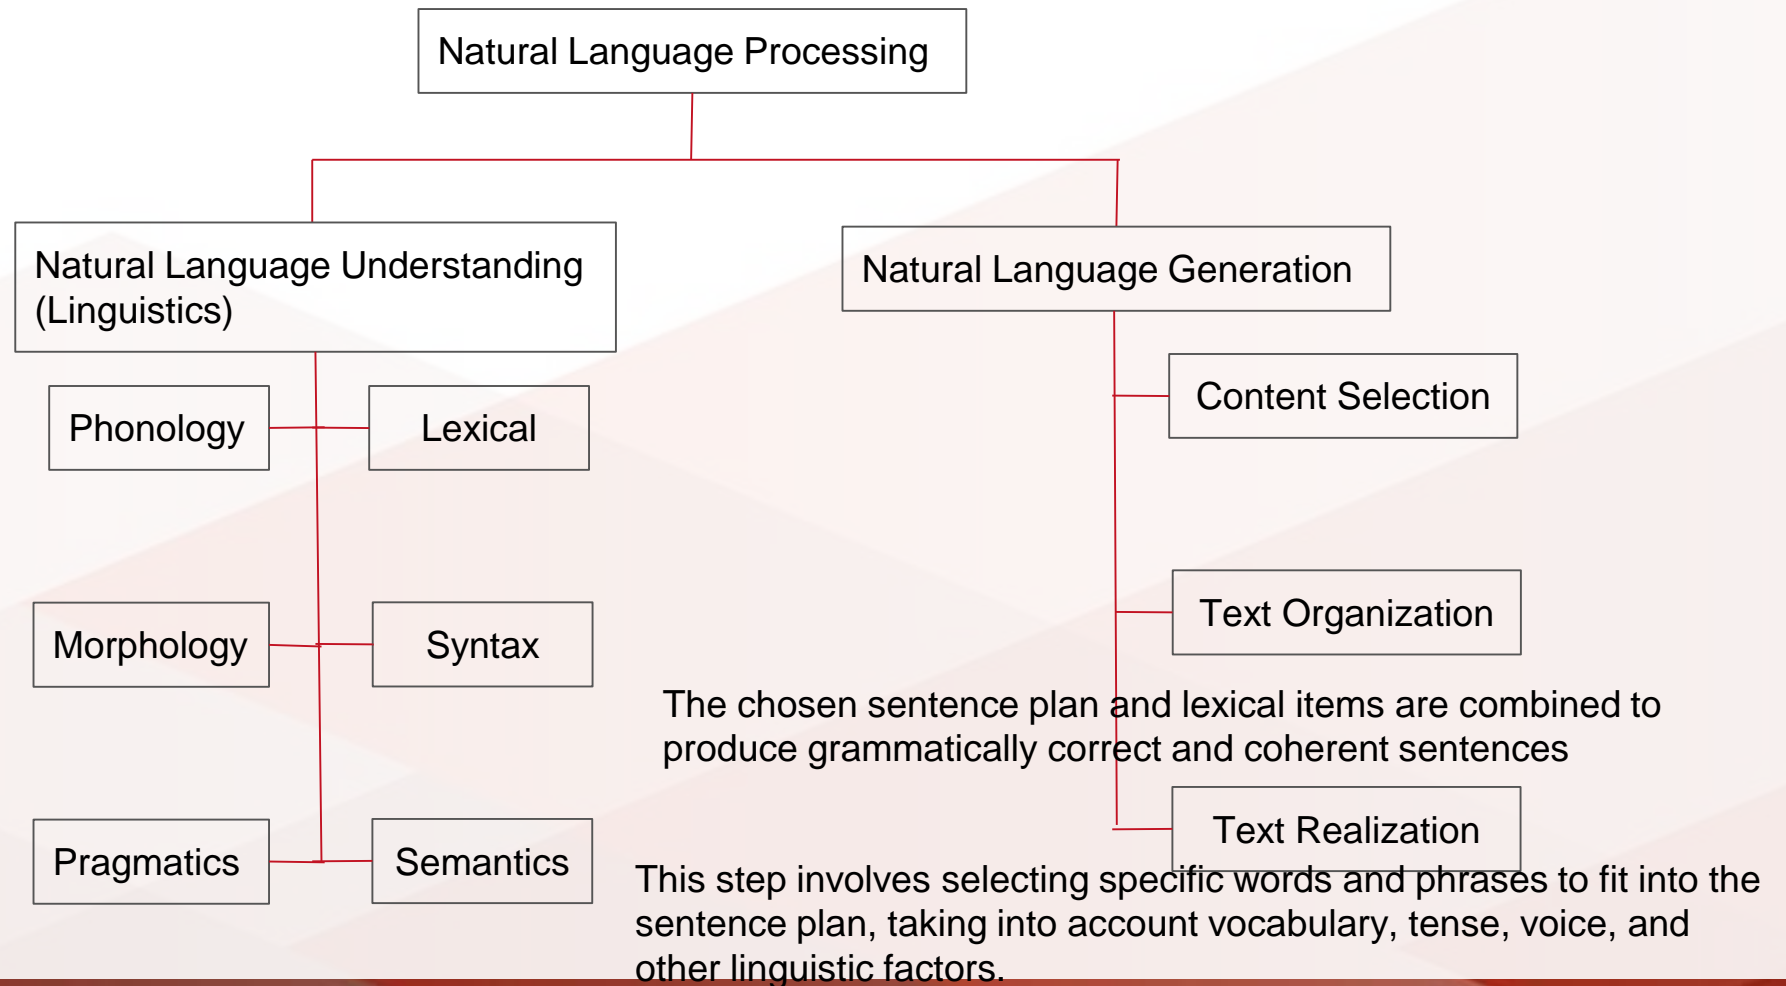 Natural Language Processing
Natural Language Understanding
(Linguistics)
Natural Language Generation
Phonology
Lexical
Content Selection
Morphology
Syntax
Text Organization
The chosen sentence plan and lexical items are combined to
produce grammatically correct and coherent sentences
Pragmatics
Semantics
Text Realization
This step involves selecting specific words and phrases to fit into the
sentence plan, taking into account vocabulary, tense, voice, and
other linguistic factors.